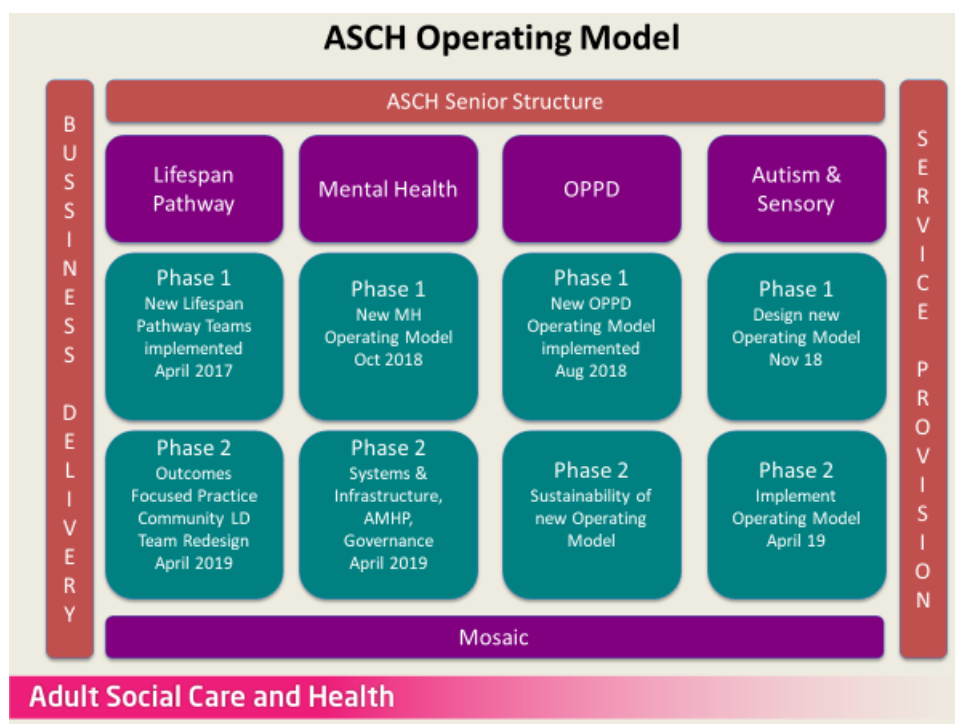 ASCH Operating Model
BUSSINESS DELIVERY
ASCH Senior Structure
Lifespan
Pathway
Mental Health
OPPD
Autism &
Sensory
Phase 1
New Lifespan
Pathway Teams
implemented
April 2017
Phase 1
New MH
Operating Model
Oct 2018
Phase 1
New OPPD
Operating Model
implemented
Aug 2018
Phase 1
Design new
Operating Model
Nov 18
Phase 2
Outcomes
Focused Practice
Community LD
Team Redesign
April 2019
Phase 2
Systems &
Infrastructure,
AMHP,
Governance
April 2019
Phase 2
Sustainability of
new Operating
Model
Phase 2
Implement
Operating Model
April 19
Mosaic
SERVICE PROVISION
Adult Social Care and Health